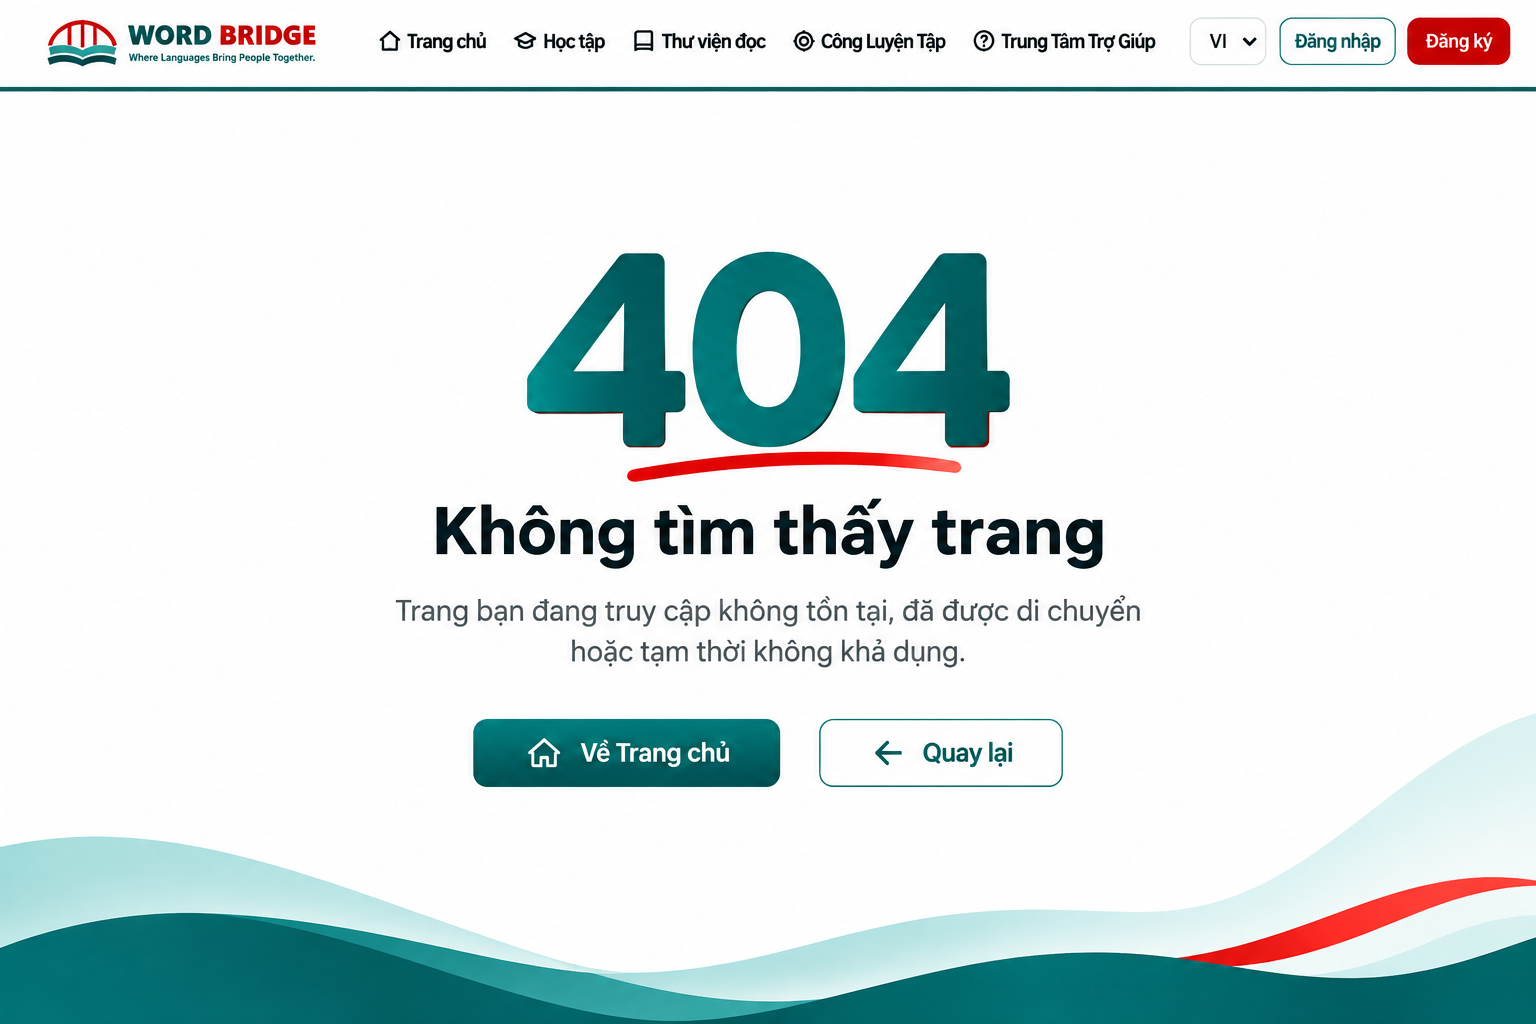 WORD BRIDGE
Where Languages Bring People Together.
Trang chủ
Học tập
Thư viện đọc
Công Luyện Tập
Trung Tâm Trợ Giúp
VI
Đăng nhập
Đăng ký
404
Không tìm thấy trang
Trang bạn đang truy cập không tồn tại, đã được di chuyển
hoặc tạm thời không khả dụng.
Về Trang chủ
Quay lại